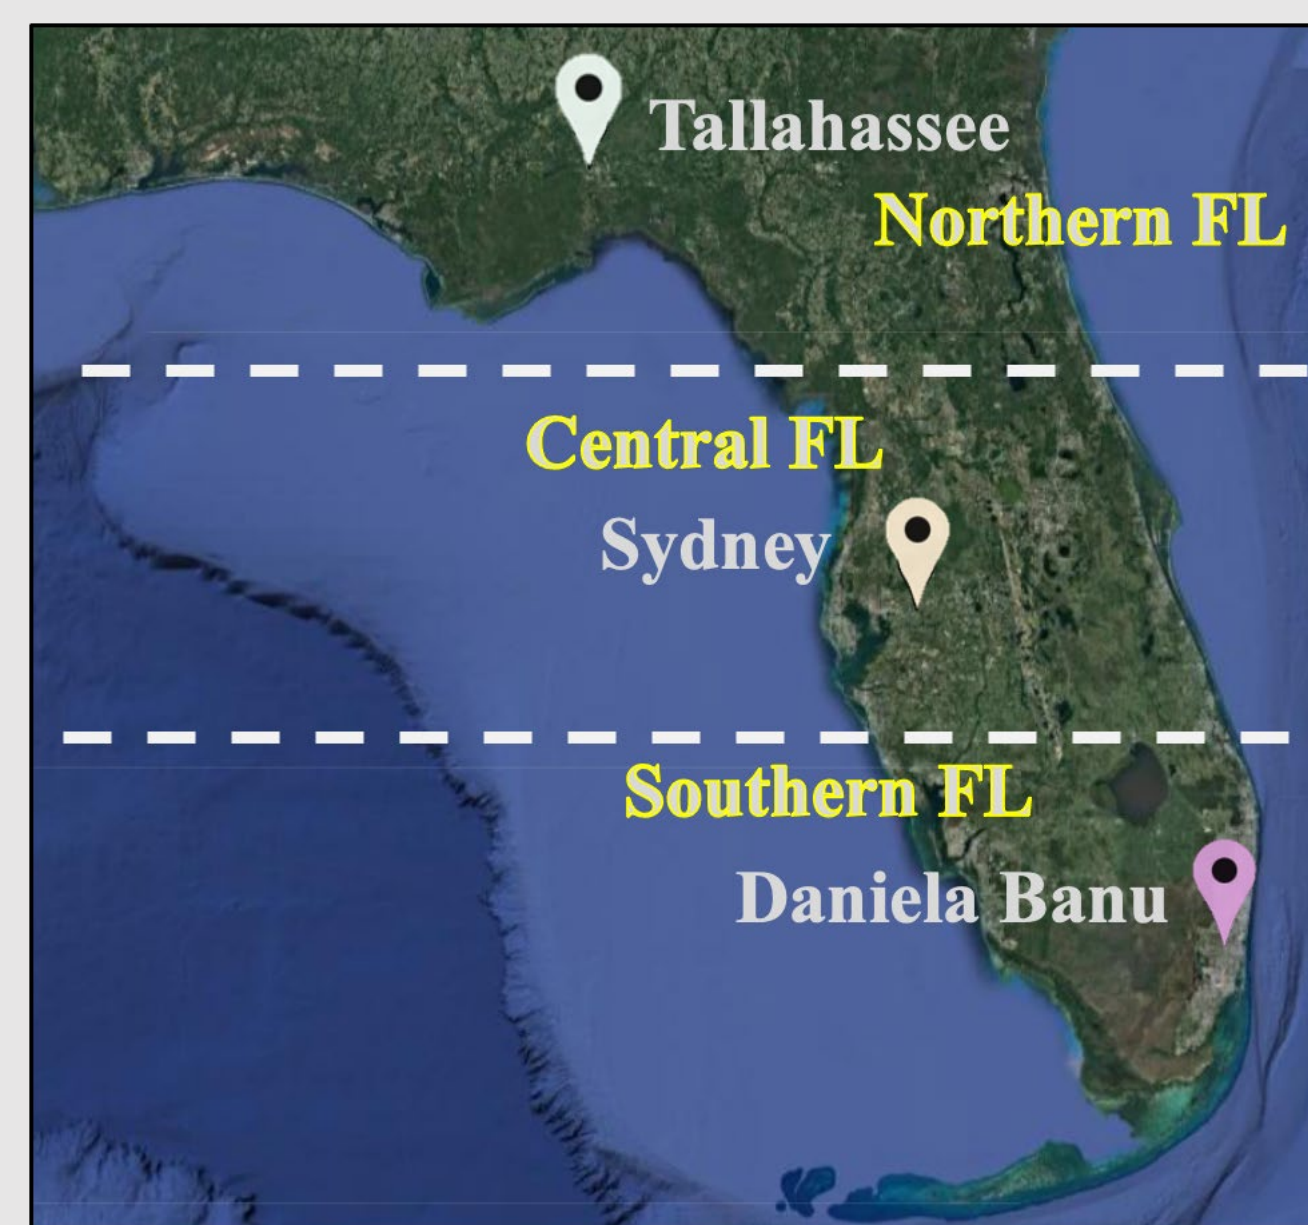 Tallahassee
Northern FL
Central FL
Sydney
Southern FL
Daniela Banu